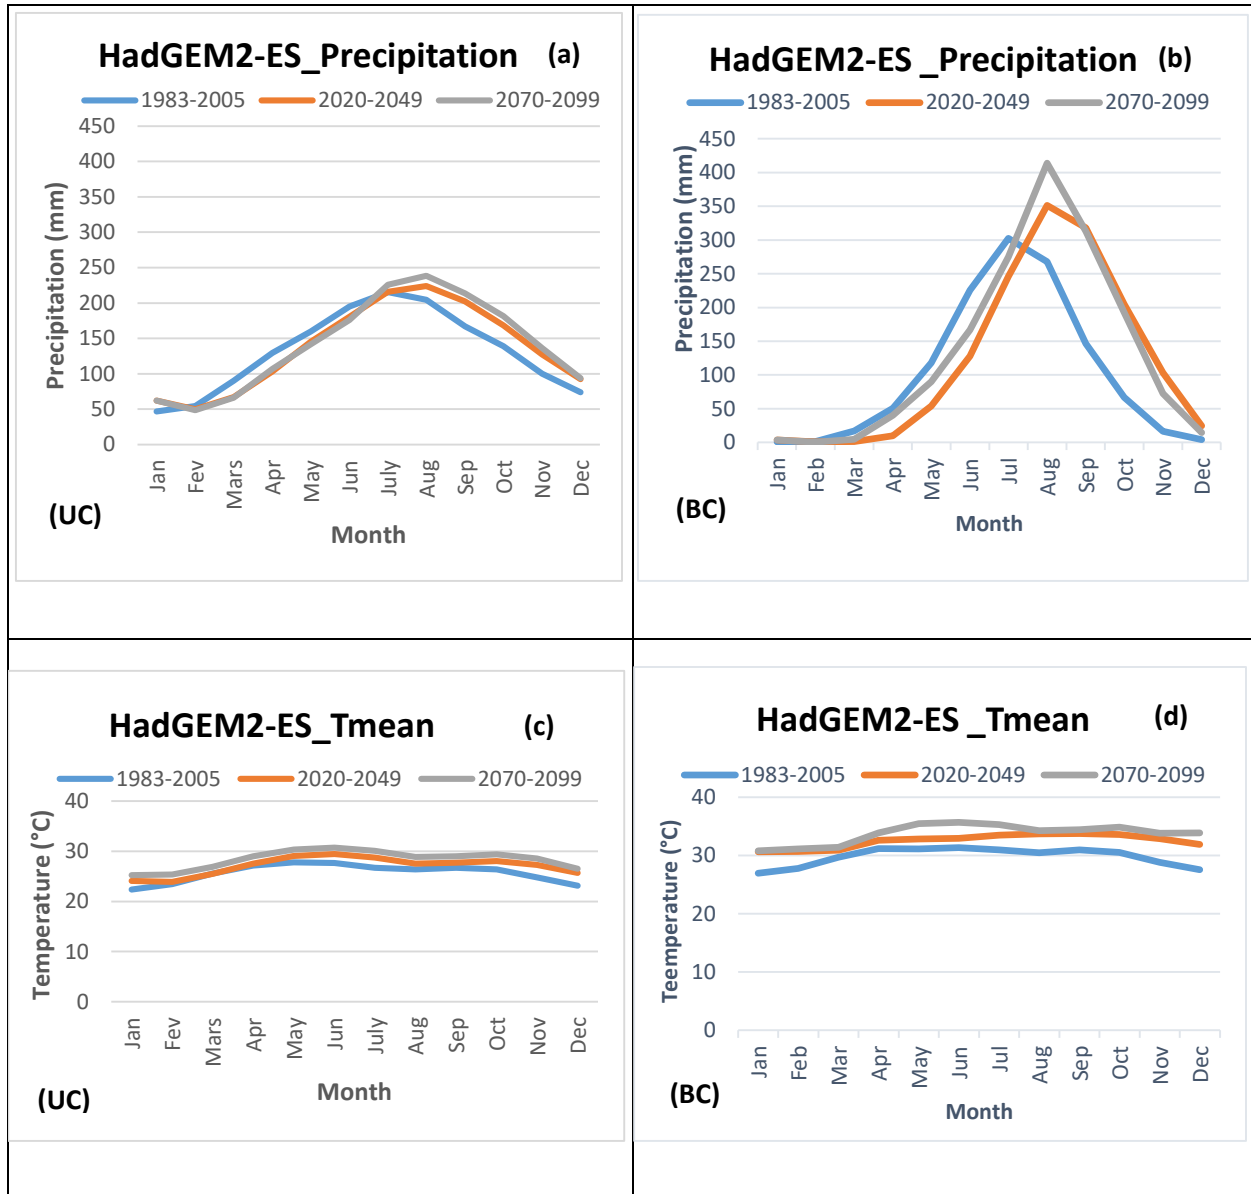 HadGEM2-ES_Precipitation (a)
1983-2005 2020-2049 2070-2099
450
400
350
300
250
200
150
100
50
0
Precipitation (mm)
Jan Fev Mars Apr May Jun July Aug Sep Oct Nov Dec
(UC)
Month
HadGEM2-ES _Precipitation (b)
1983-2005 2020-2049 2070-2099
450
400
350
300
250
200
150
100
50
0
Precipitation (mm)
Jan Feb Mar Apr May Jun Jul Aug Sep Oct Nov Dec
(BC)
Month
HadGEM2-ES_Tmean (c)
1983-2005 2020-2049 2070-2099
40
30
20
10
0
Temperature (°C)
Jan Fev Mars Apr May Jun July Aug Sep Oct Nov Dec
(UC)
Month
HadGEM2-ES _Tmean (d)
1983-2005 2020-2049 2070-2099
40
30
20
10
0
Teemperature (°C)
Jan Feb Mar Apr May Jun Jul Aug Sep Oct Nov Dec
(BC)
Month